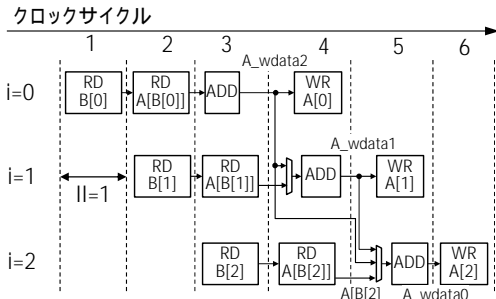 クロックサイクル
1 2 3 4 5 6
A_wdata2
i=0 RD B[0] RD A[B[0]] ADD WR A[0]
A_wdata1
i=1 RD B[1] RD A[B[1]] ADD WR A[1]
II=1
i=2 RD B[2] RD A[B[2]] ADD WR A[2]
A[B[2] A_wdata0